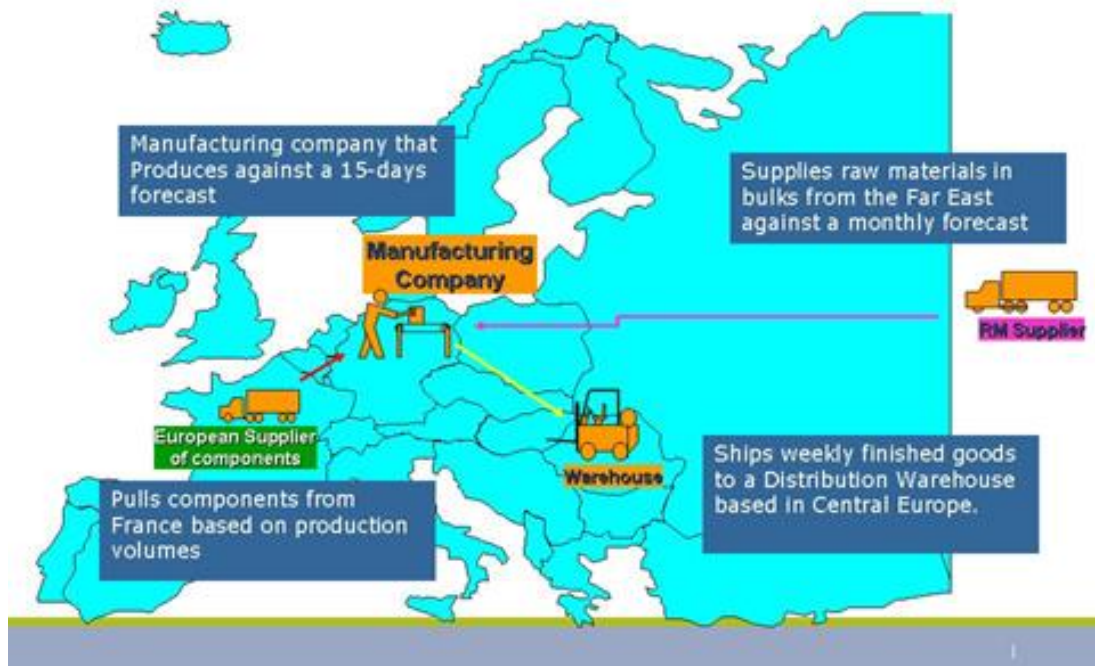 Manufacturing company that
Produces against a 15-days
forecast
Supplies raw materials in
bulks from the Far East
against a monthly forecast
Manufacturing
Company
RM Supplier
European Supplier
of components
Warehouse
Pulls components from
France based on production
volumes
Ships weekly finished goods
to a Distribution Warehouse
based in Central Europe.